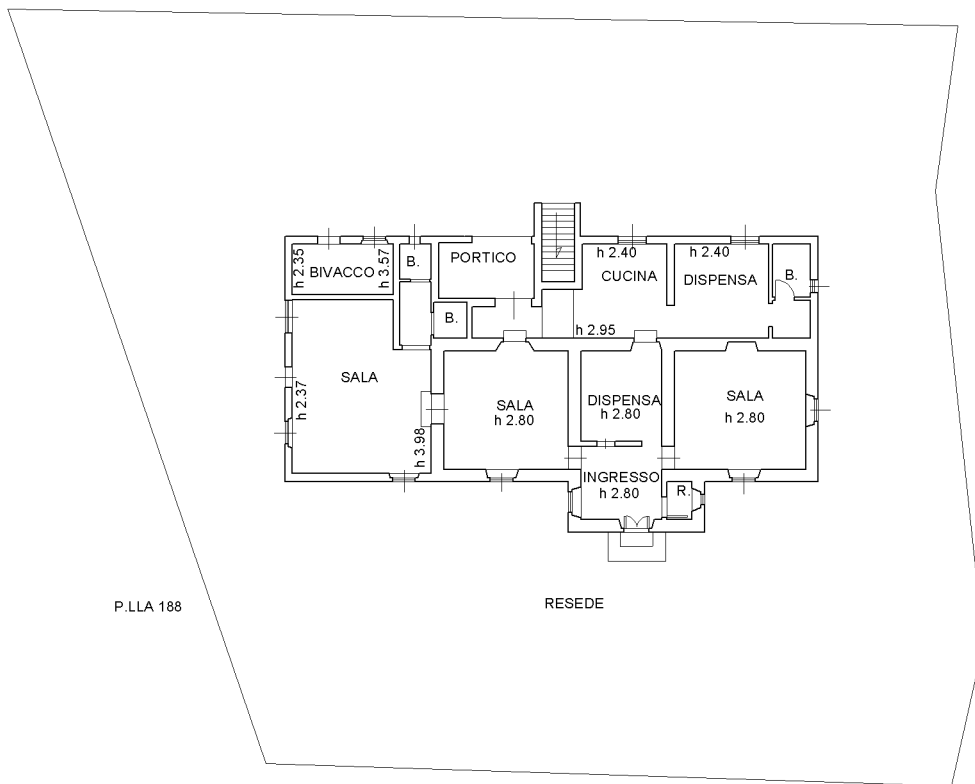 h 2.35
BIVACCO
h 3.57
B.
PORTICO
h 2.40
CUCINA
h 2.40
DISPENSA
B.
B.
h 2.95
SALA
h 2.37
h 3.98
SALA
h 2.80
DISPENSA
h 2.80
SALA
h 2.80
INGRESSO
h 2.80
R.
P.LLA 188
RESEDE